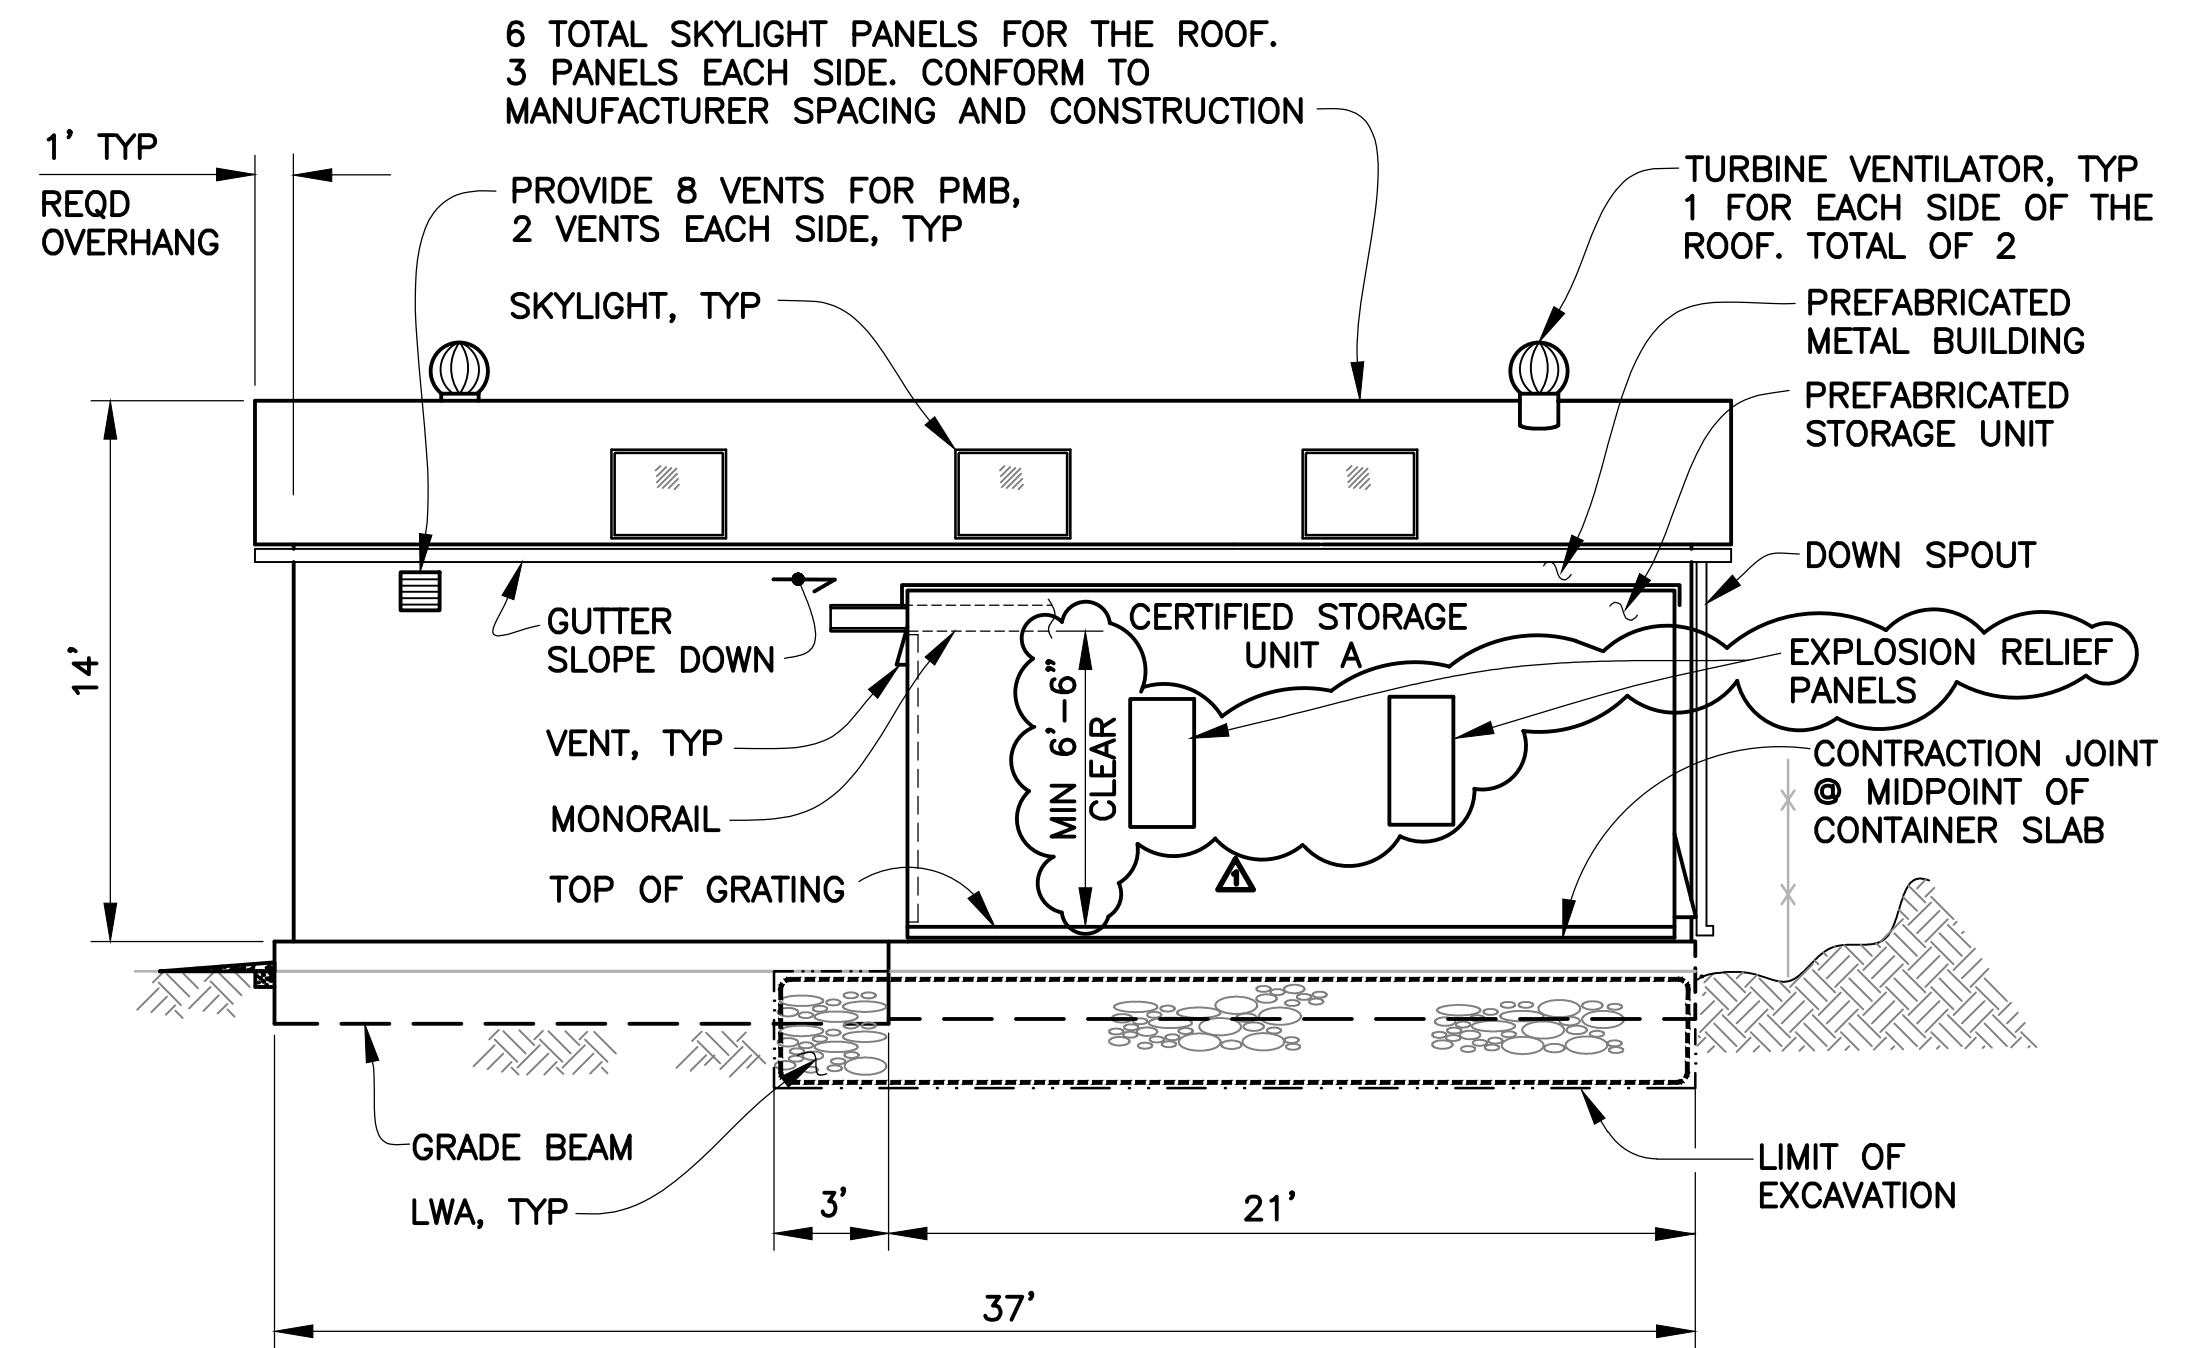 6 TOTAL SKYLIGHT PANELS FOR THE ROOF.
3 PANELS EACH SIDE. CONFORM TO
MANUFACTURER SPACING AND CONSTRUCTION
1' TYP
REQD
OVERHANG
PROVIDE 8 VENTS FOR PMB,
2 VENTS EACH SIDE, TYP
SKYLIGHT, TYP
TURBINE VENTILATOR, TYP
1 FOR EACH SIDE OF THE
ROOF. TOTAL OF 2
PREFABRICATED
METAL BUILDING
PREFABRICATED
STORAGE UNIT
DOWN SPOUT
14'
GUTTER
SLOPE DOWN
CERTIFIED STORAGE
UNIT A
EXPLOSION RELIEF
PANELS
VENT, TYP
MIN 6'-6"
CLEAR
MONORAIL
CONTRACTION JOINT
@ MIDPOINT OF
CONTAINER SLAB
TOP OF GRATING
1
GRADE BEAM
LWA, TYP
LIMIT OF
EXCAVATION
3'
21'
37'